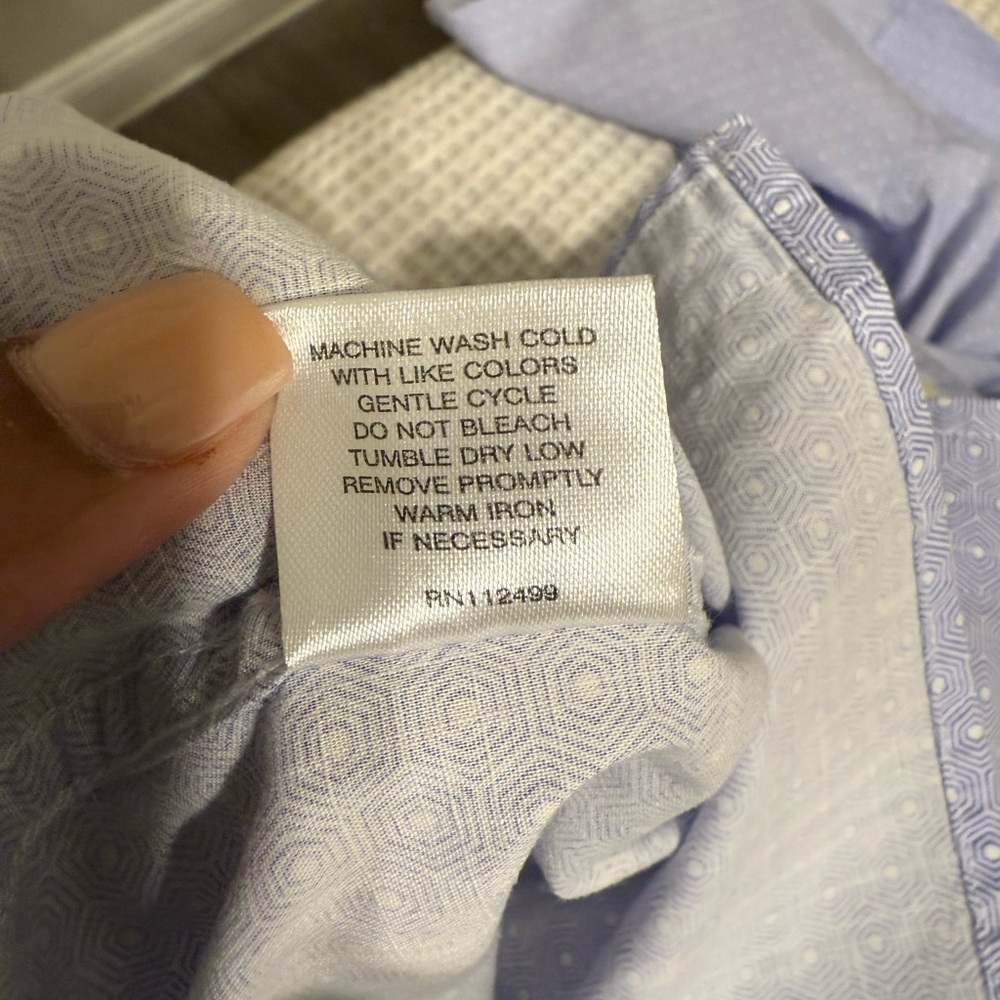 MACHINE WASH COLD
WITH LIKE COLORS
GENTLE CYCLE
DO NOT BLEACH
TUMBLE DRY LOW
REMOVE PROMPTLY
WARM IRON
IF NECESSARY
RN112499